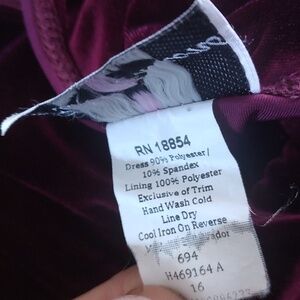 RN 18854
Dress 90% Polyester/
10% Spandex
Lining 100% Polyester
Exclusive of Trim
Hand Wash Cold
Line Dry
Cool Iron On Reverse
694
H469164 A
16